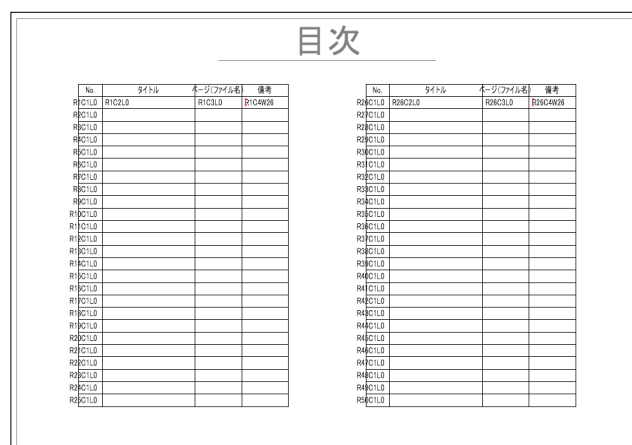 目次
No. タイトル ページ(ファイル名) 備考
R1C1L0 R1C2L0 R1C3L0 R1C4W26
R2C1L0
R3C1L0
R4C1L0
R5C1L0
R6C1L0
R7C1L0
R8C1L0
R9C1L0
R10C1L0
R11C1L0
R12C1L0
R13C1L0
R14C1L0
R15C1L0
R16C1L0
R17C1L0
R18C1L0
R19C1L0
R20C1L0
R21C1L0
R22C1L0
R23C1L0
R24C1L0
R25C1L0
No. タイトル ページ(ファイル名) 備考
R26C1L0 R26C2L0 R26C3L0 R26C4W26
R27C1L0
R28C1L0
R29C1L0
R30C1L0
R31C1L0
R32C1L0
R33C1L0
R34C1L0
R35C1L0
R36C1L0
R37C1L0
R38C1L0
R39C1L0
R40C1L0
R41C1L0
R42C1L0
R43C1L0
R44C1L0
R45C1L0
R46C1L0
R47C1L0
R48C1L0
R49C1L0
R50C1L0